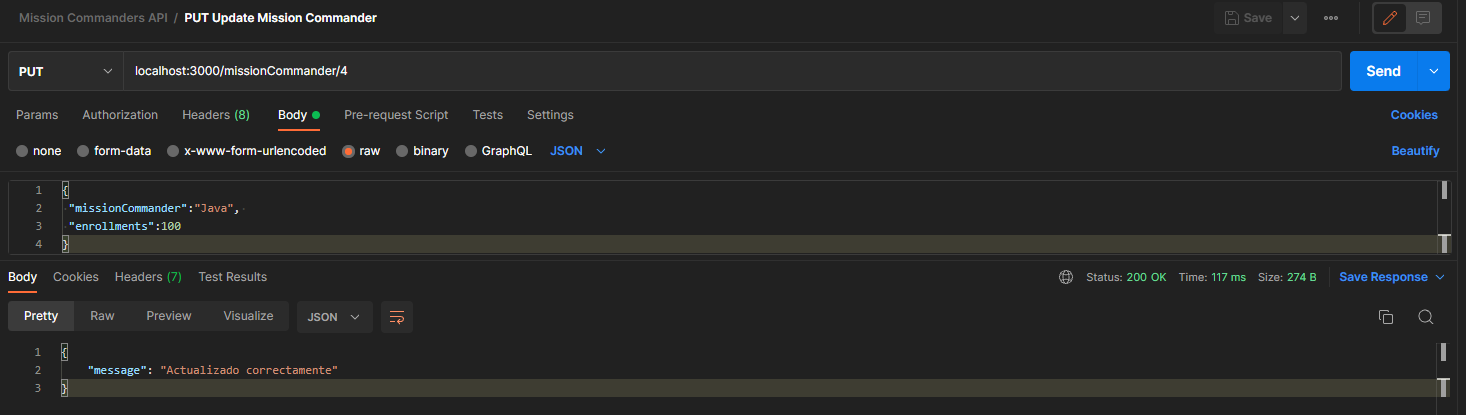 Mission Commanders API / PUT Update Mission Commander
Save
PUT
localhost:3000/missionCommander/4
Send
Params Authorization Headers (8) Body Pre-request Script Tests Settings Cookies
none form-data x-www-form-urlencoded raw binary GraphQL JSON Beautify
1 {
2 "missionCommander":"Java",
3 "enrollments":100
4 }
Body Cookies Headers (7) Test Results Status: 200 OK Time: 117 ms Size: 274 B Save Response
Pretty Raw Preview Visualize JSON
1 {
2 "message": "Actualizado correctamente"
3 }